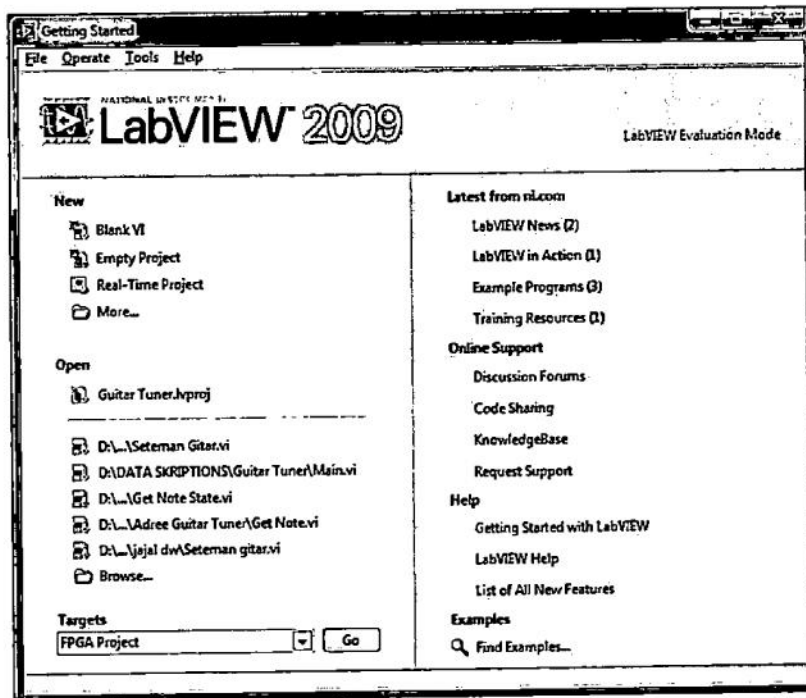 Getting Started
File Operate Tools Help
NATIONAL INSTRUMENTS
LabVIEW™ 2009
LabVIEW Evaluation Mode
New
Blank VI
Empty Project
Real-Time Project
More...
Open
Guitar Tuner.lvproj
D:\...\Seteman Gitar.vi
D:\DATA SKRIPTIONS\Guitar Tuner\Main.vi
D:\...\Get Note State.vi
D:\...\Adree Guitar Tuner\Get Note.vi
D:\...\jajal dw\Seteman gitar.vi
Browse...
Targets
FPGA Project
Go
Latest from ni.com
LabVIEW News (2)
LabVIEW in Action (1)
Example Programs (3)
Training Resources (1)
Online Support
Discussion Forums
Code Sharing
KnowledgeBase
Request Support
Help
Getting Started with LabVIEW
LabVIEW Help
List of All New Features
Examples
Find Examples...